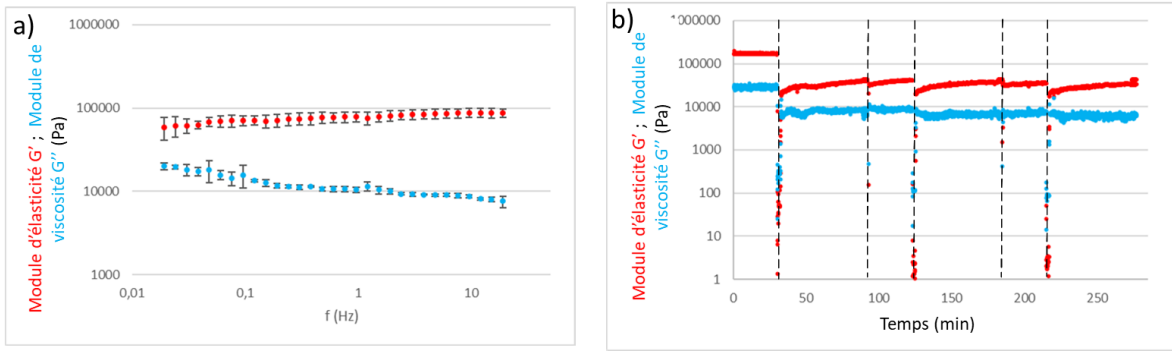 a)
Module d'élasticité G' ; Module de
viscosité G'' (Pa)
1000000
100000
10000
1000
0,01
0,1
1
10
f (Hz)
b)
Module d'élasticité G' ; Module de
viscosité G'' (Pa)
1000000
100000
10000
1000
100
10
1
0
50
100
150
200
250
Temps (min)